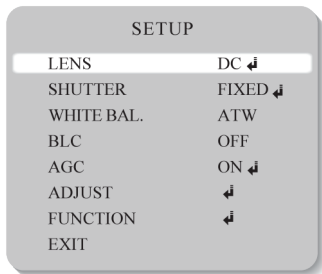 SETUP
LENS DC ↲
SHUTTER FIXED ↲
WHITE BAL. ATW
BLC OFF
AGC ON ↲
ADJUST ↲
FUNCTION ↲
EXIT